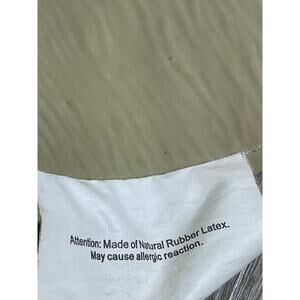 Attention: Made of Natural Rubber Latex.
May cause allergic reaction.